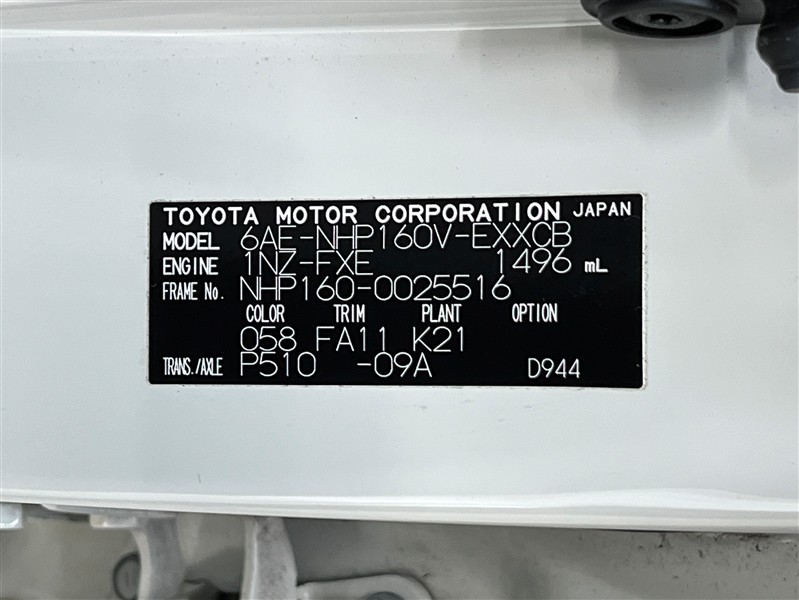 TOYOTA MOTOR CORPORATION JAPAN
MODEL 6AE-NHP160V-EXXCB
ENGINE 1NZ-FXE 1496 mL
FRAME No. NHP160-0025516
COLOR TRIM PLANT OPTION
058 FA11 K21
TRANS./AXLE P510 -09A D944